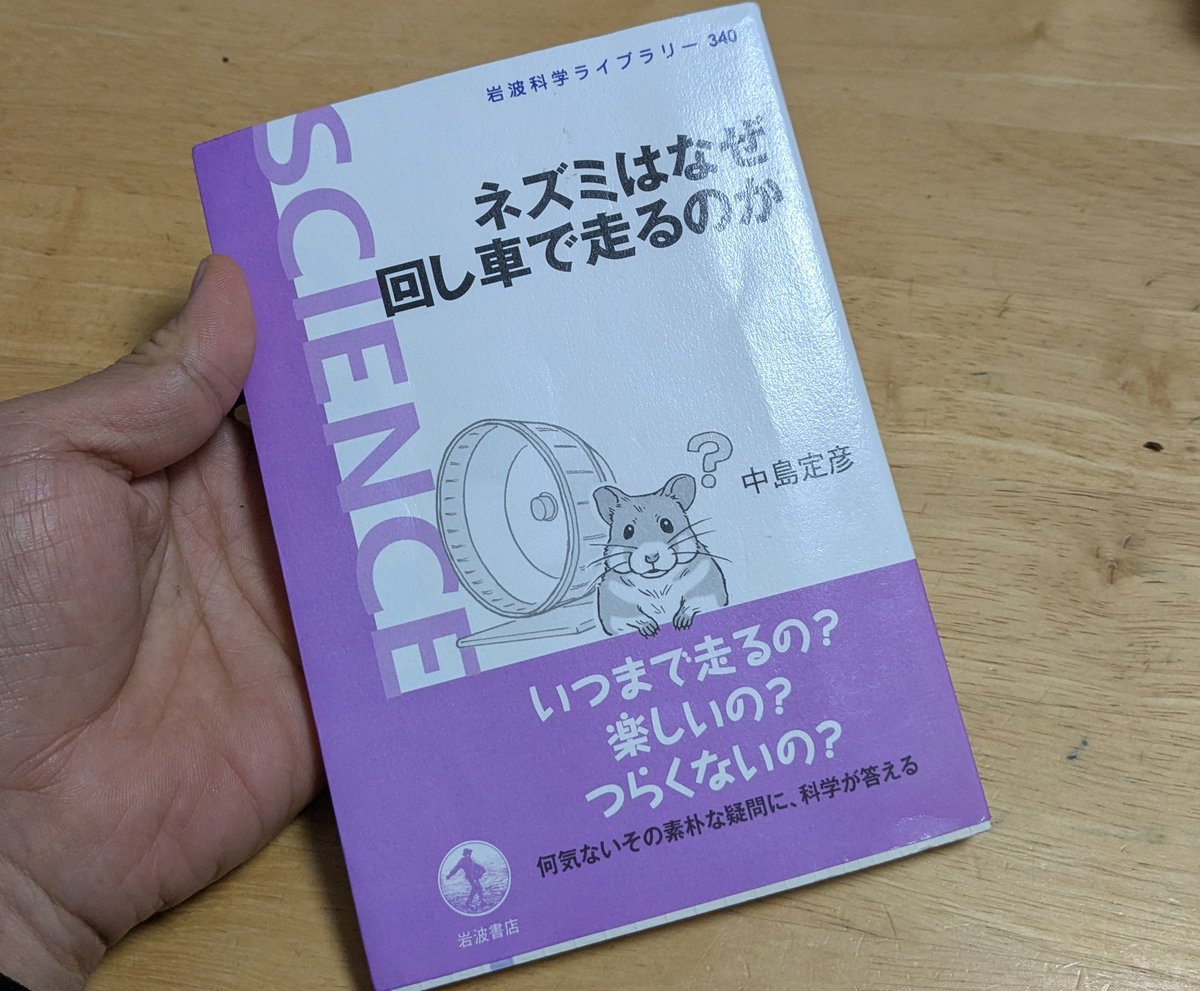 岩波科学ライブラリー 340
SCIENCE
ネズミはなぜ
回し車で走るのか
?
中島定彦
いつまで走るの?
楽しいの?
つらくないの?
何気ないその素朴な疑問に、科学が答える
岩波書店